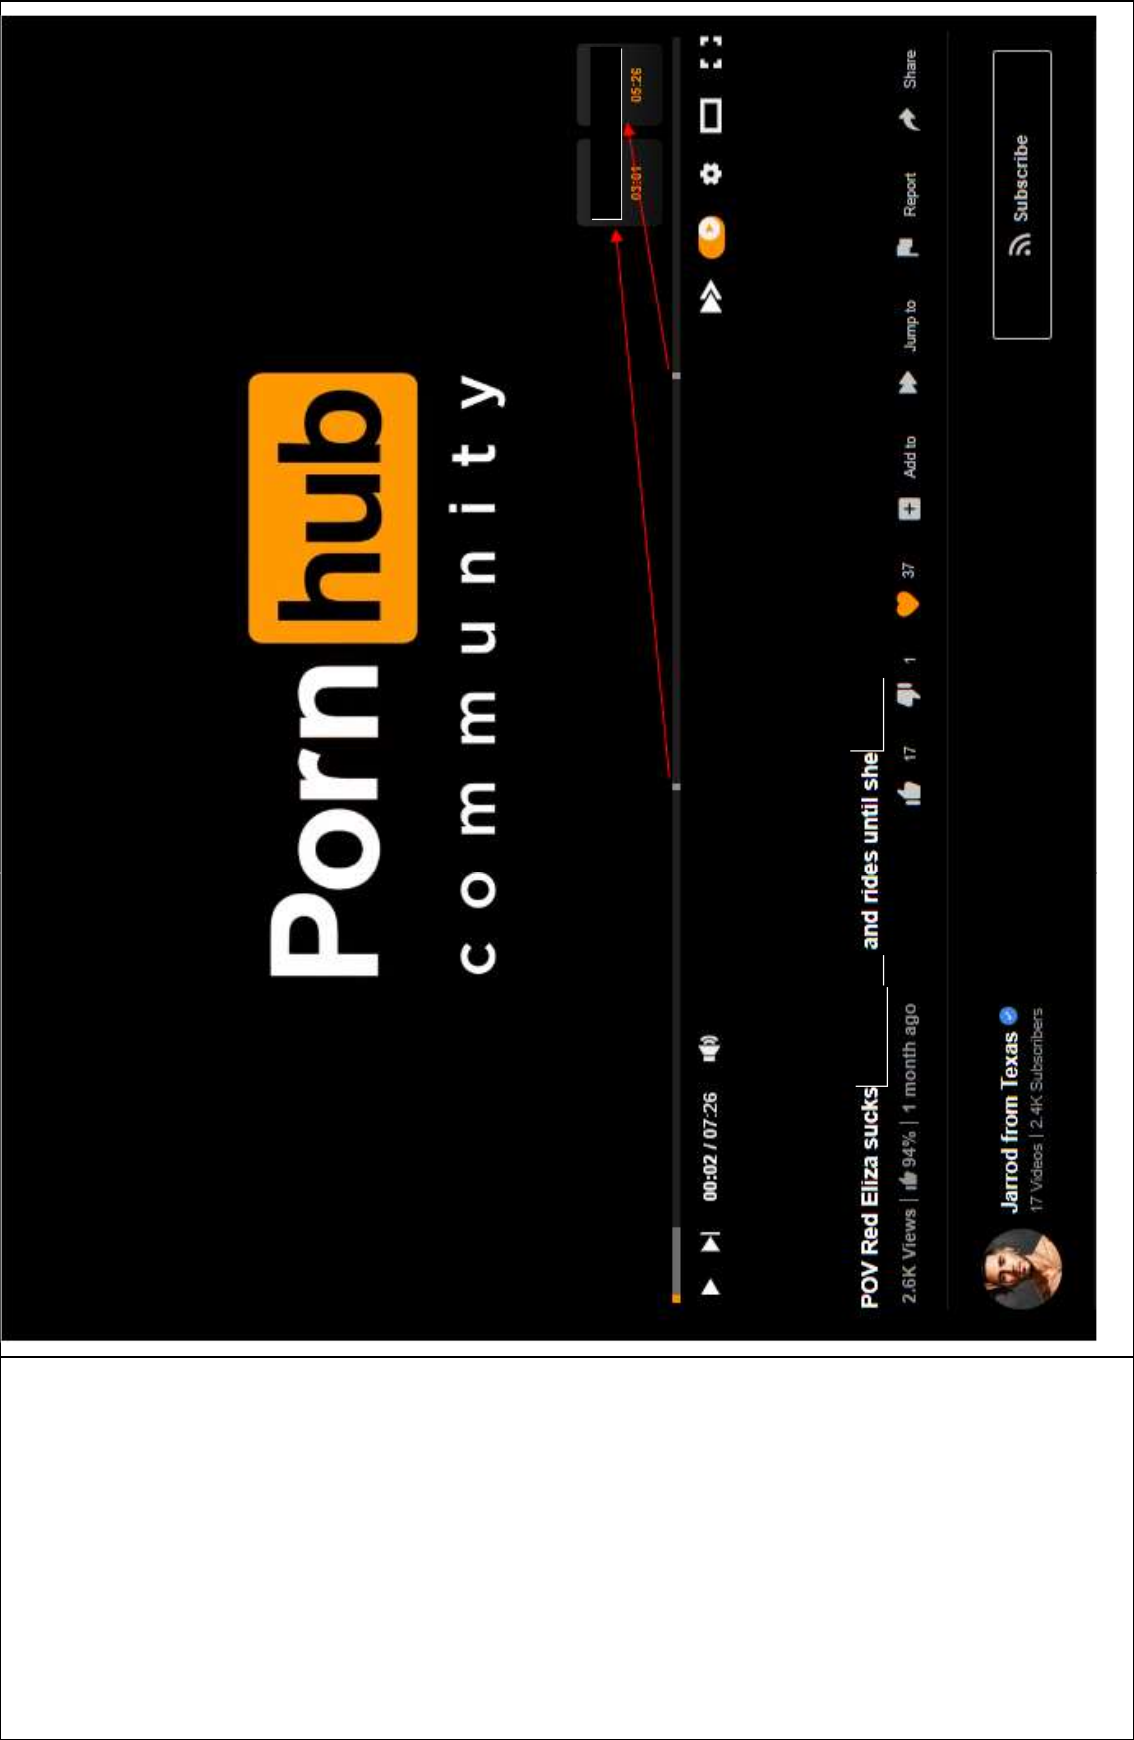 Pornhub
community
03:01
05:26
00:02 / 07:26
POV Red Eliza sucks and rides until she
2.6K Views | 94% | 1 month ago
17
1
37
Add to
Jump to
Report
Share
Jarrod from Texas
17 Videos | 2.4K Subscribers
Subscribe